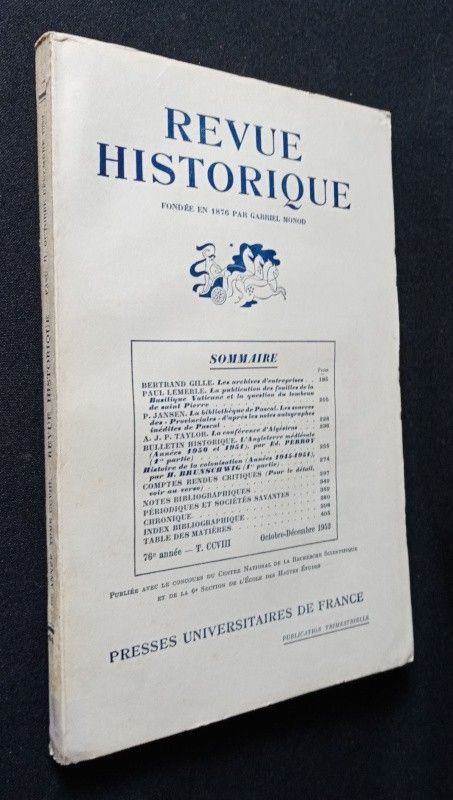 REVUE
HISTORIQUE
FONDÉE EN 1876 PAR GABRIEL MONOD
SOMMAIRE
Pages
BERTRAND GILLE. Les archives d'entreprises . . 185
PAUL LEMERLE. La publication des fouilles de la
Basilique Vaticane et la question du tombeau
de saint Pierre
P. JANSEN. La bibliothèque de Pascal. Les sources
des « Provinciales » d'après les notes autographes
inédites de Pascal
A. J. P. TAYLOR. La conférence d'Algésiras
BULLETIN HISTORIQUE. L'Angleterre médiévale
(Années 1950 et 1951), par Ed. PERROY
(1re partie)
Histoire de la colonisation (Années 1945-1951),
par H. BRUNSCHWIG (1re partie)
COMPTES RENDUS CRITIQUES (Pour le détail,
voir au verso)
NOTES BIBLIOGRAPHIQUES
PÉRIODIQUES ET SOCIÉTÉS SAVANTES
CHRONIQUE
INDEX BIBLIOGRAPHIQUE
TABLE DES MATIÈRES
76e année — T. CCVIII Octobre-Décembre 1952
PUBLIÉE AVEC LE CONCOURS DU CENTRE NATIONAL DE LA RECHERCHE SCIENTIFIQUE
ET DE LA 6e SECTION DE L'ÉCOLE DES HAUTES ÉTUDES
PRESSES UNIVERSITAIRES DE FRANCE
PUBLICATION TRIMESTRIELLE
REVUE HISTORIQUE